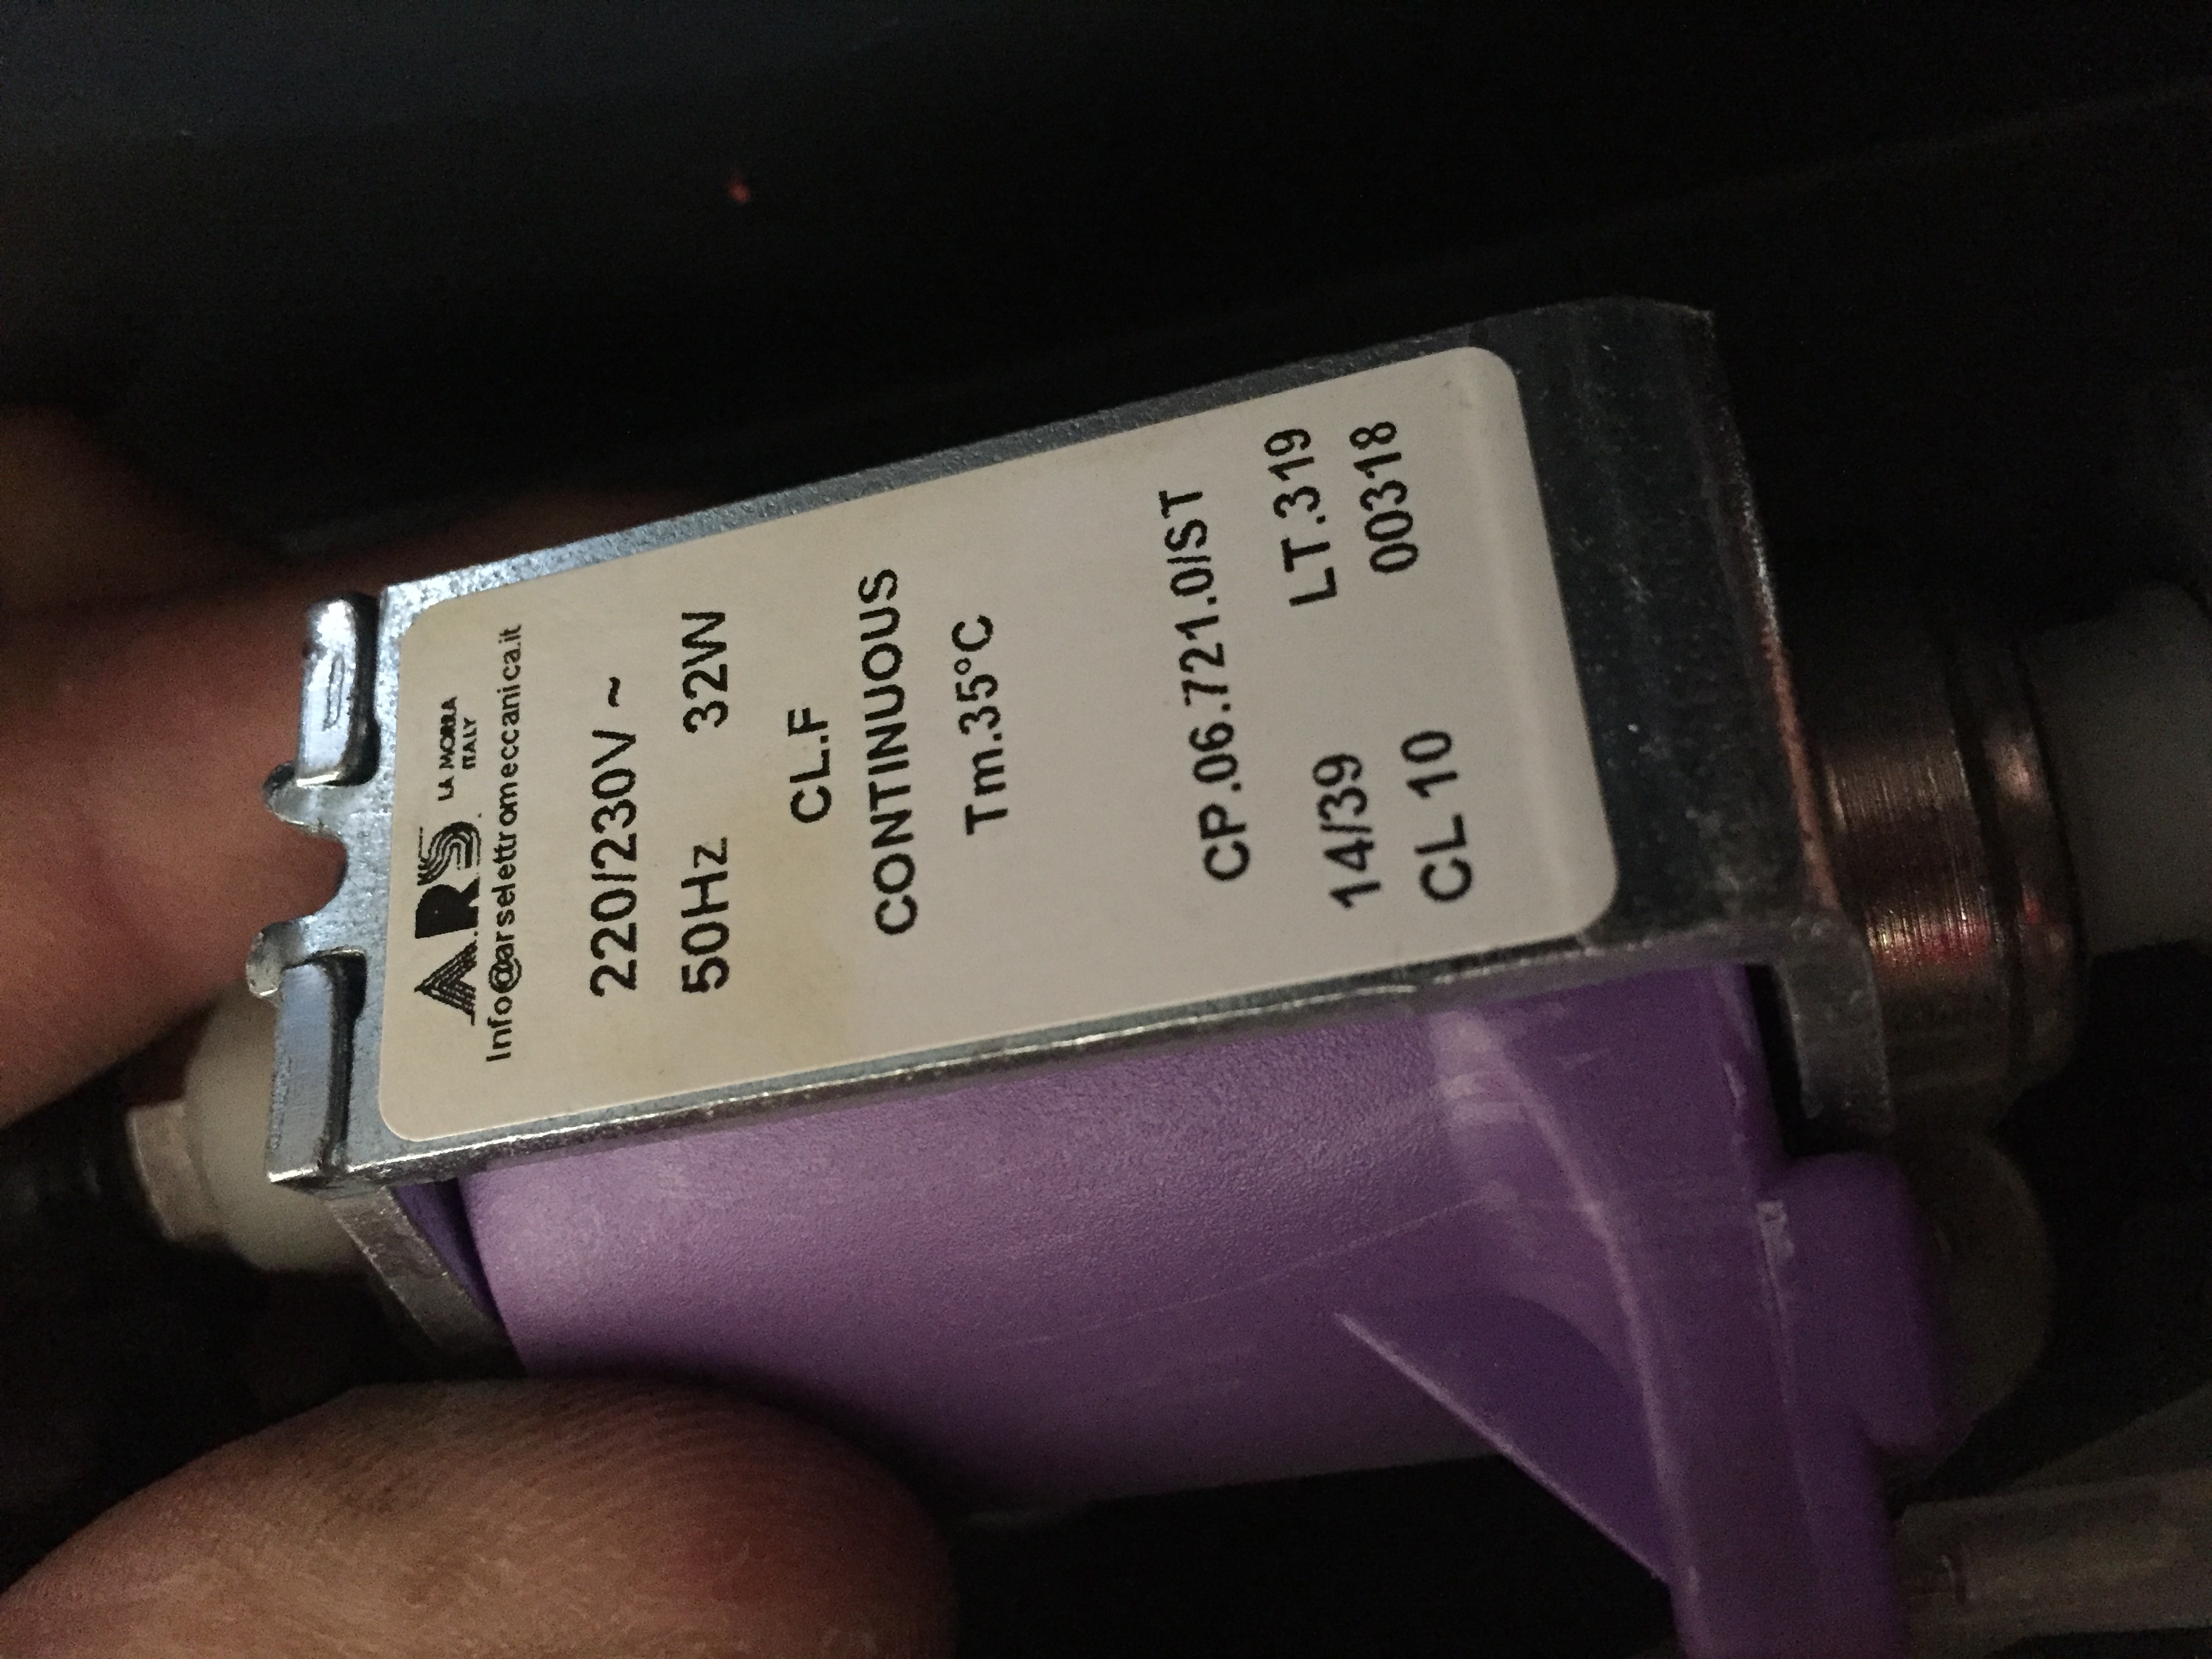 ARS. LA MORRA
ITALY
Info@arselettromeccanica.it
220/230V ~
50Hz 32W
CL.F
CONTINUOUS
Tm.35°C
CP.06.721.0/ST
14/39 LT.319
CL 10 00318